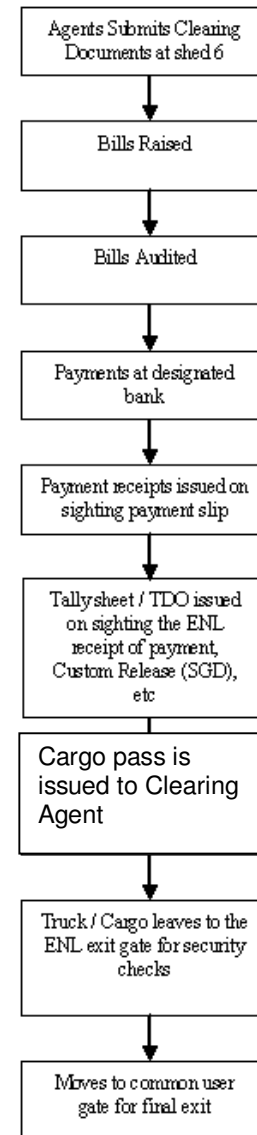 Agents Submits Clearing
Documents at shed 6
Bills Raised
Bills Audited
Payments at designated
bank
Payment receipts issued on
sighting payment slip
Tallysheet / TDO issued
on sighting the ENL
receipt of payment,
Custom Release (SGD),
etc
Cargo pass is
issued to Clearing
Agent
Truck / Cargo leaves to the
ENL exit gate for security
checks
Moves to common user
gate for final exit